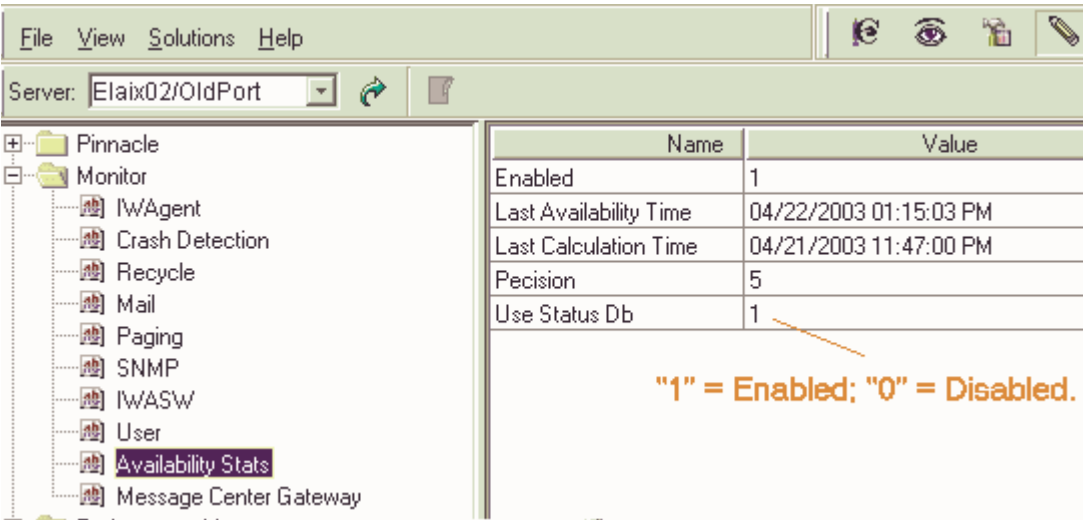 File View Solutions Help
Server: Elaix02/OldPort
Pinnacle
Monitor
IWAgent
Crash Detection
Recycle
Mail
Paging
SNMP
IWASW
User
Availability Stats
Message Center Gateway
Name Value
Enabled 1
Last Availability Time 04/22/2003 01:15:03 PM
Last Calculation Time 04/21/2003 11:47:00 PM
Pecision 5
Use Status Db 1
"1" = Enabled; "0" = Disabled.